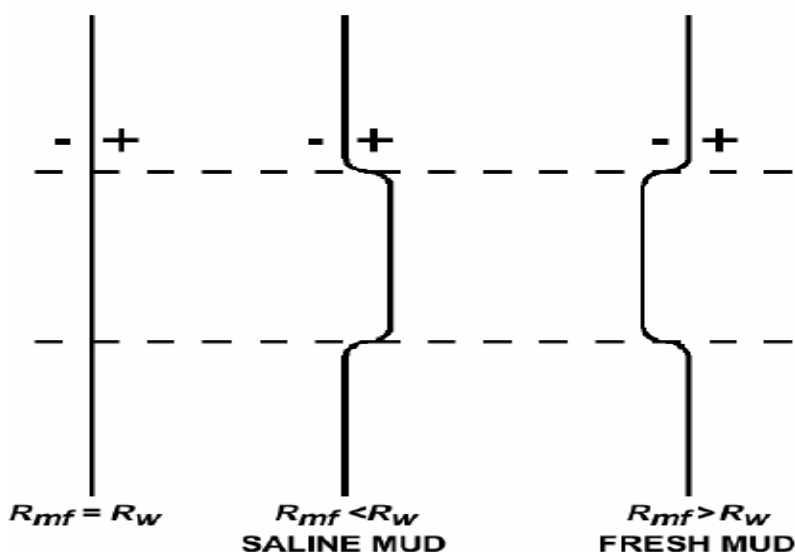 - + - + - +
Rmf = Rw Rmf <Rw Rmf > Rw
SALINE MUD FRESH MUD